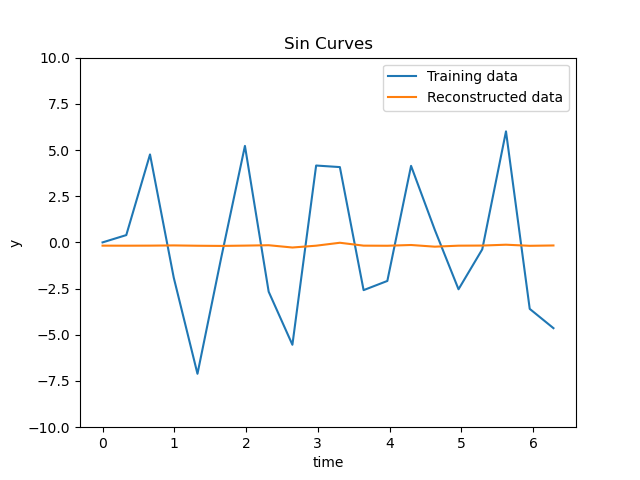 Sin Curves
Training data
Reconstructed data
10.0
7.5
5.0
2.5
0.0
−2.5
−5.0
−7.5
−10.0
y
0 1 2 3 4 5 6
time